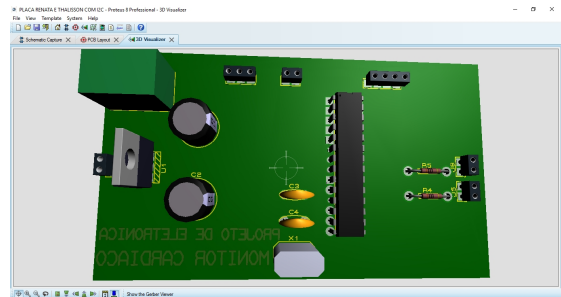 PLACA RENATA E THALISSON COM I2C - Proteus 8 Professional - 3D Visualizer
File View Template System Help
Schematic Capture X PCB Layout X 3D Visualizer X
U1
C2
C3
C4
X1
R5
R4
PROJETO DE ELETRONICA
MONITOR CARDIACO
Show the Gerber Viewer